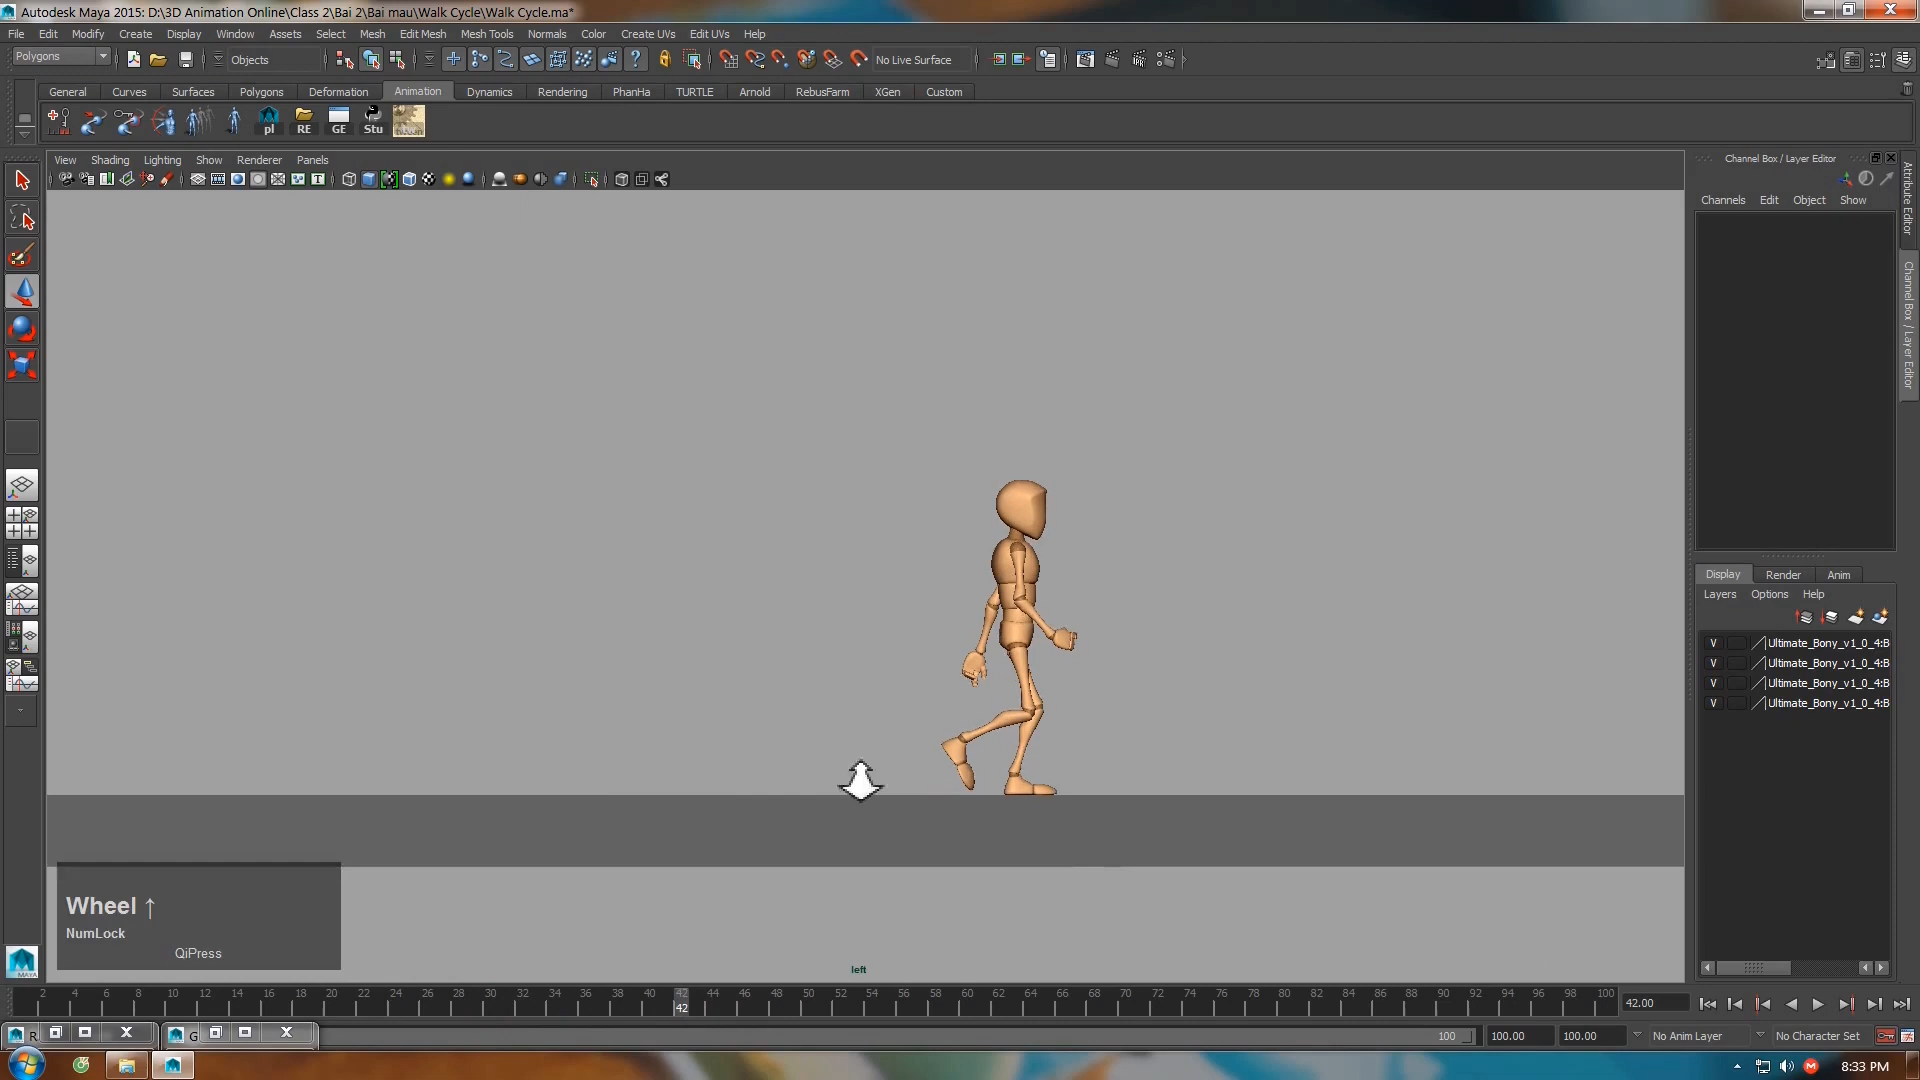 Autodesk Maya 2015: D:\3D Animation Online\Class 2\Bai 2\Bai mau\Walk Cycle\Walk Cycle.ma*
File Edit Modify Create Display Window Assets Select Mesh Edit Mesh Mesh Tools Normals Color Create UVs Edit UVs Help
Polygons Objects No Live Surface
General Curves Surfaces Polygons Deformation Animation Dynamics Rendering PhanHa TURTLE Arnold RebusFarm XGen Custom
pl RE GE Stu
View Shading Lighting Show Renderer Panels
Channel Box / Layer Editor
Channels Edit Object Show
Attribute Editor
Channel Box / Layer Editor
Display Render Anim
Layers Options Help
V Ultimate_Bony_v1_0_4:B
V Ultimate_Bony_v1_0_4:B
V Ultimate_Bony_v1_0_4:B
V Ultimate_Bony_v1_0_4:B
Wheel ↑
NumLock
QiPress
left
MAYA
2 4 6 8 10 12 14 16 18 20 22 24 26 28 30 32 34 36 38 40 42 44 46 48 50 52 54 56 58 60 62 64 66 68 70 72 74 76 78 80 82 84 86 88 90 92 94 96 98 100
42
42.00
R G 100 100.00 100.00 No Anim Layer No Character Set
8:33 PM